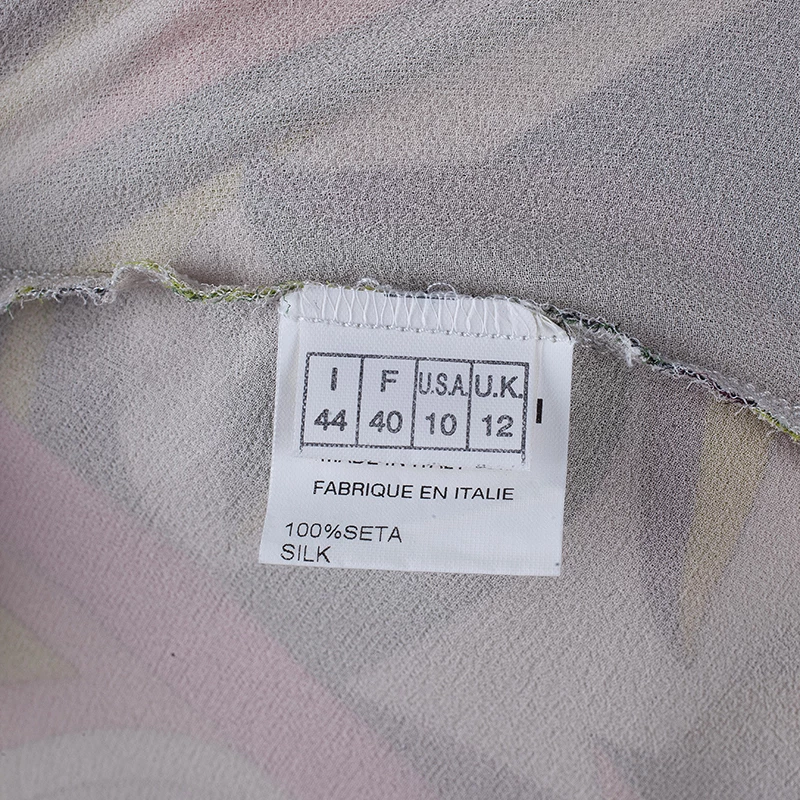 I F U.S.A. U.K.
44 40 10 12
FABRIQUE EN ITALIE
100%SETA
SILK